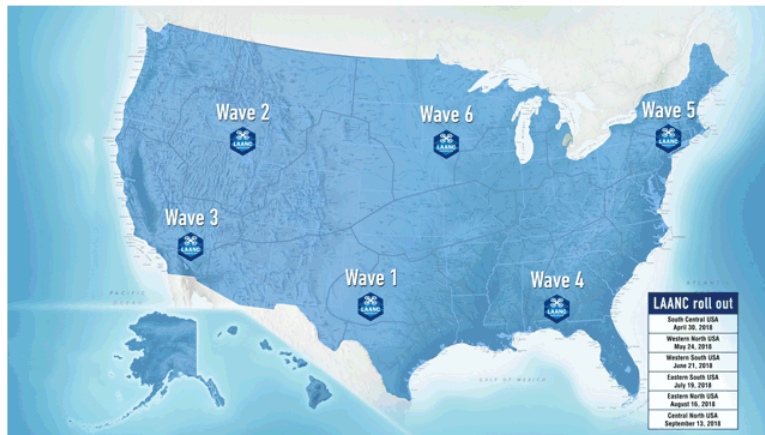 Wave 2
LAANC
Wave 6
LAANC
Wave 5
LAANC
Wave 3
LAANC
Wave 1
LAANC
Wave 4
LAANC
PACIFIC
OCEAN
ATLANTIC
GULF OF MEXICO
LAANC roll out
South Central USA
April 30, 2018
Western North USA
May 24, 2018
Western South USA
June 21, 2018
Eastern South USA
July 19, 2018
Eastern North USA
August 16, 2018
Central North USA
September 13, 2018